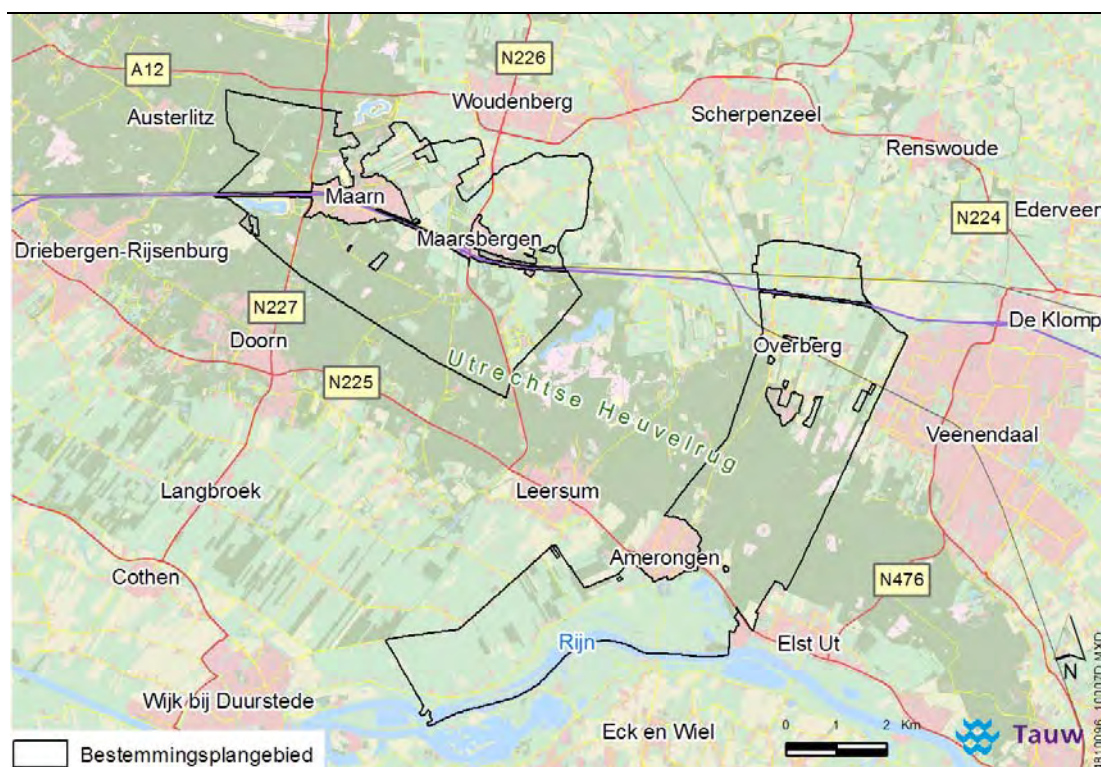 A12
N226
Austerlitz
Woudenberg
Scherpenzeel
Renswoude
Maarn
N224
Ederveen
Maarsbergen
Driebergen-Rijsenburg
N227
De Klomp
Doorn
Overberg
N225
Utrechtse Heuvelrug
Veenendaal
Langbroek
Leersum
Amerongen
Cothen
N476
Rijn
Elst Ut
N
Wijk bij Duurstede
Eck en Wiel
0 1 2 Km
Tauw
Bestemmingsplangebied